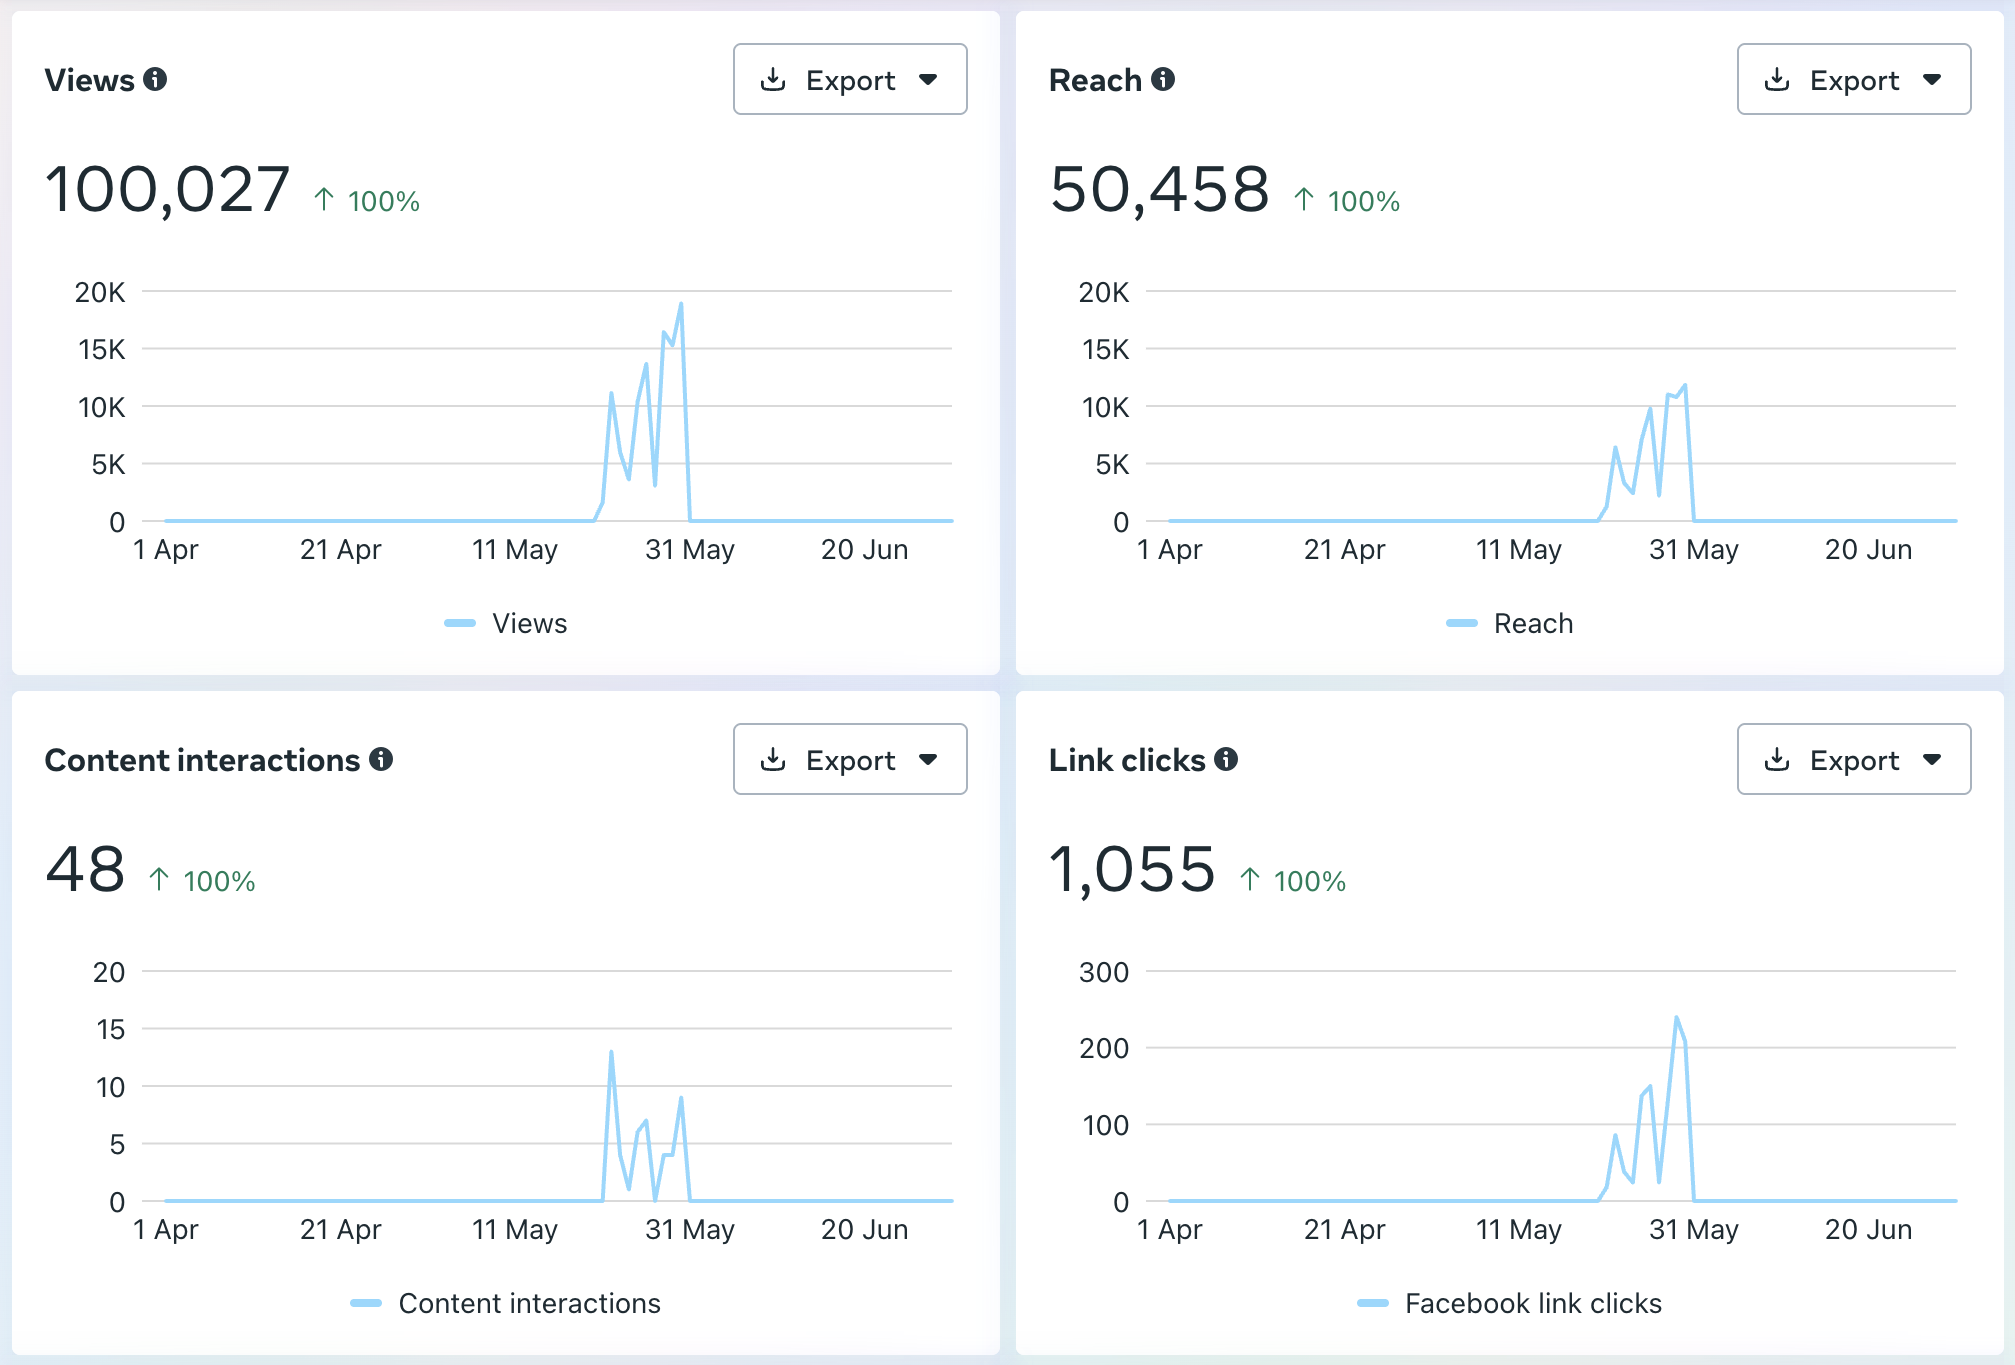 Views
Export
100,027 ↑ 100%
20K
15K
10K
5K
0
1 Apr 21 Apr 11 May 31 May 20 Jun
Views
Reach
Export
50,458 ↑ 100%
20K
15K
10K
5K
0
1 Apr 21 Apr 11 May 31 May 20 Jun
Reach
Content interactions
Export
48 ↑ 100%
20
15
10
5
0
1 Apr 21 Apr 11 May 31 May 20 Jun
Content interactions
Link clicks
Export
1,055 ↑ 100%
300
200
100
0
1 Apr 21 Apr 11 May 31 May 20 Jun
Facebook link clicks